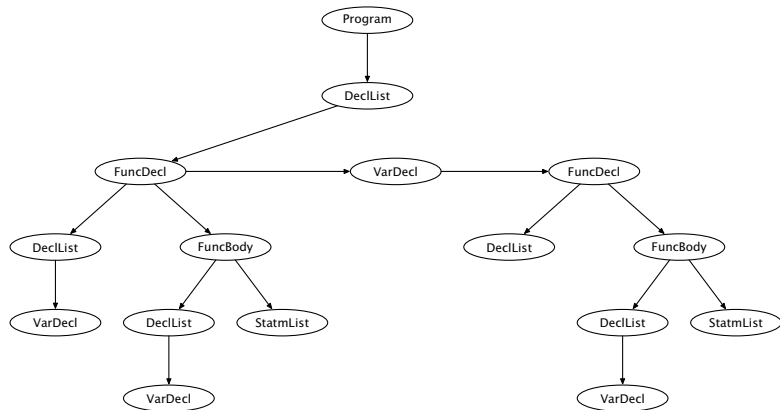 Program
DeclList
FuncDecl VarDecl FuncDecl
DeclList FuncBody DeclList FuncBody
VarDecl DeclList StatmList DeclList StatmList
VarDecl VarDecl